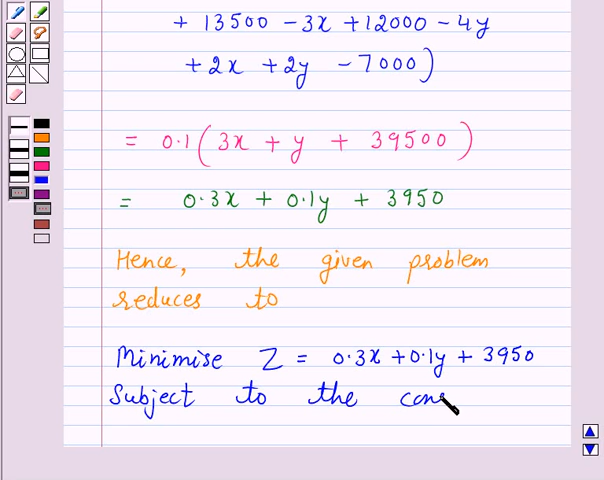 + 13500 - 3x + 12000 - 4y
+ 2x + 2y - 7000)
= 0.1(3x + y + 39500)
= 0.3x + 0.1y + 3950
Hence, the given problem
reduces to
Minimise Z = 0.3x + 0.1y + 3950
Subject to the cons